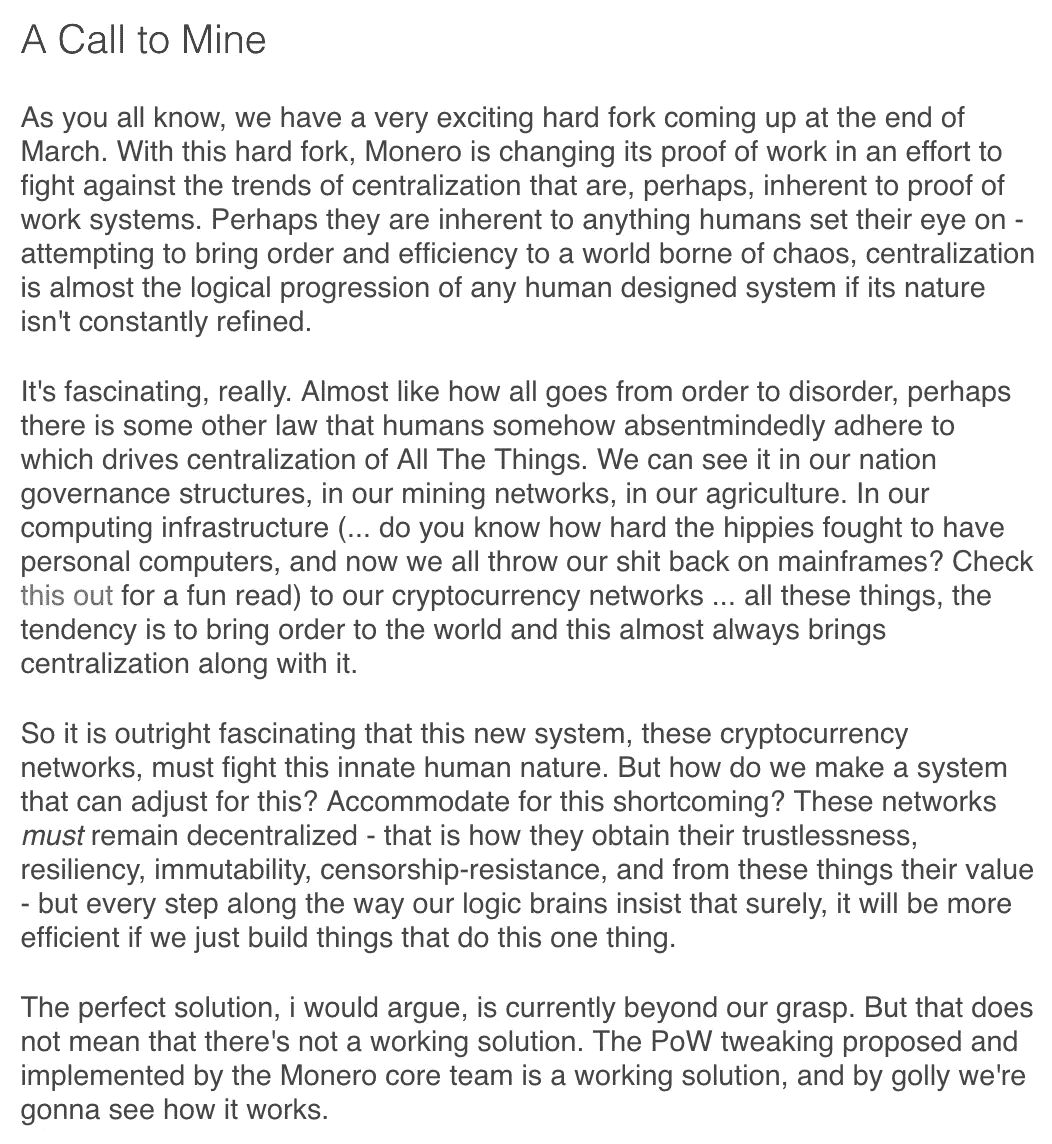 A Call to Mine
As you all know, we have a very exciting hard fork coming up at the end of
March. With this hard fork, Monero is changing its proof of work in an effort to
fight against the trends of centralization that are, perhaps, inherent to proof of
work systems. Perhaps they are inherent to anything humans set their eye on -
attempting to bring order and efficiency to a world borne of chaos, centralization
is almost the logical progression of any human designed system if its nature
isn't constantly refined.
It's fascinating, really. Almost like how all goes from order to disorder, perhaps
there is some other law that humans somehow absentmindedly adhere to
which drives centralization of All The Things. We can see it in our nation
governance structures, in our mining networks, in our agriculture. In our
computing infrastructure (... do you know how hard the hippies fought to have
personal computers, and now we all throw our shit back on mainframes? Check
this out for a fun read) to our cryptocurrency networks ... all these things, the
tendency is to bring order to the world and this almost always brings
centralization along with it.
So it is outright fascinating that this new system, these cryptocurrency
networks, must fight this innate human nature. But how do we make a system
that can adjust for this? Accommodate for this shortcoming? These networks
must remain decentralized - that is how they obtain their trustlessness,
resiliency, immutability, censorship-resistance, and from these things their value
- but every step along the way our logic brains insist that surely, it will be more
efficient if we just build things that do this one thing.
The perfect solution, i would argue, is currently beyond our grasp. But that does
not mean that there's not a working solution. The PoW tweaking proposed and
implemented by the Monero core team is a working solution, and by golly we're
gonna see how it works.